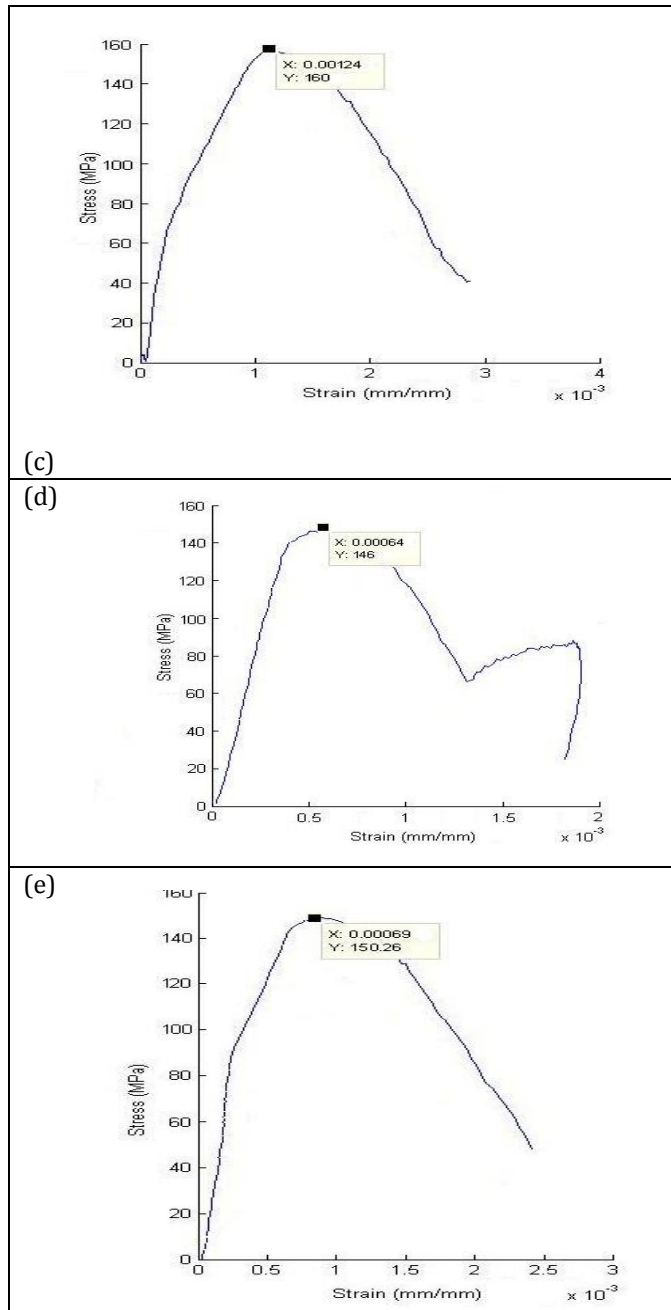 160
140
120
100
80
60
40
20
0
Stress (MPa)
X: 0.00124
Y: 160
0 1 2 3 4
Strain (mm/mm)
x 10⁻³
(c)
(d)
160
140
120
100
80
60
40
20
0
Stress (MPa)
X: 0.00064
Y: 146
0 0.5 1 1.5 2
Strain (mm/mm)
x 10⁻³
(e)
160
140
120
100
80
60
40
20
0
Stress (MPa)
X: 0.00069
Y: 150.26
0 0.5 1 1.5 2 2.5 3
Strain (mm/mm)
x 10⁻³